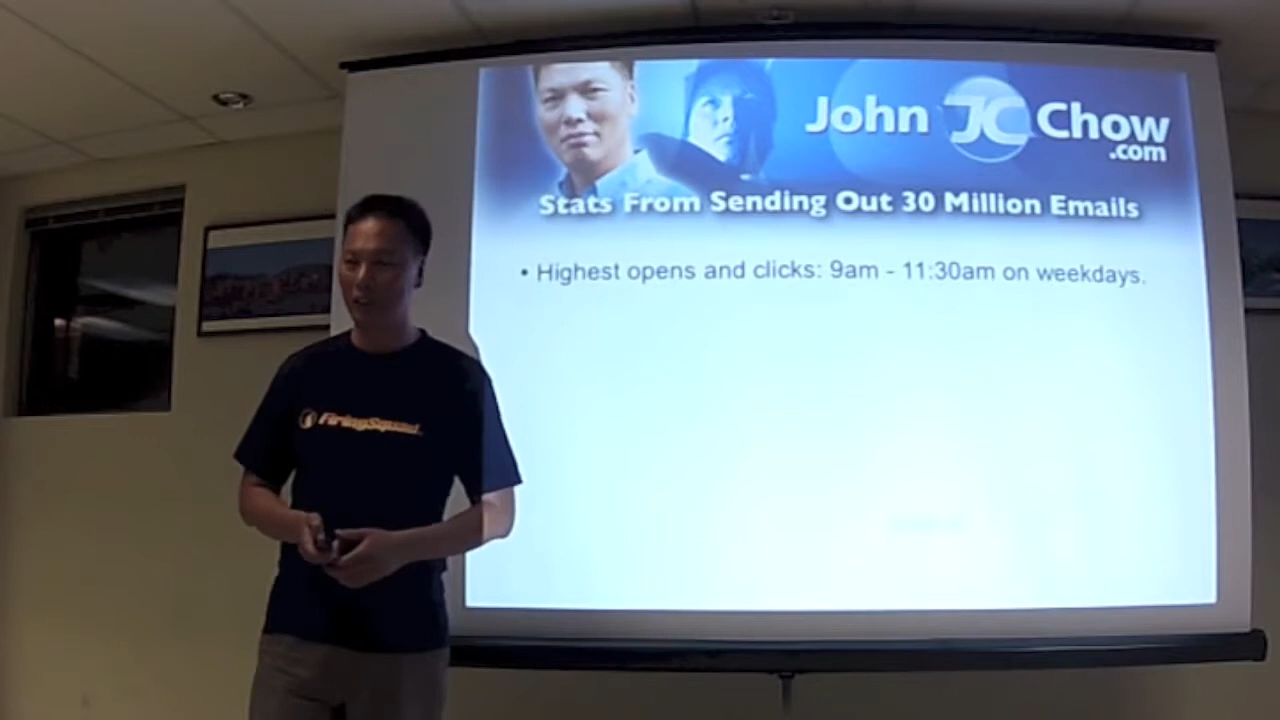 John JC Chow
.com
Stats From Sending Out 30 Million Emails
• Highest opens and clicks: 9am - 11:30am on weekdays.
FiringSquad